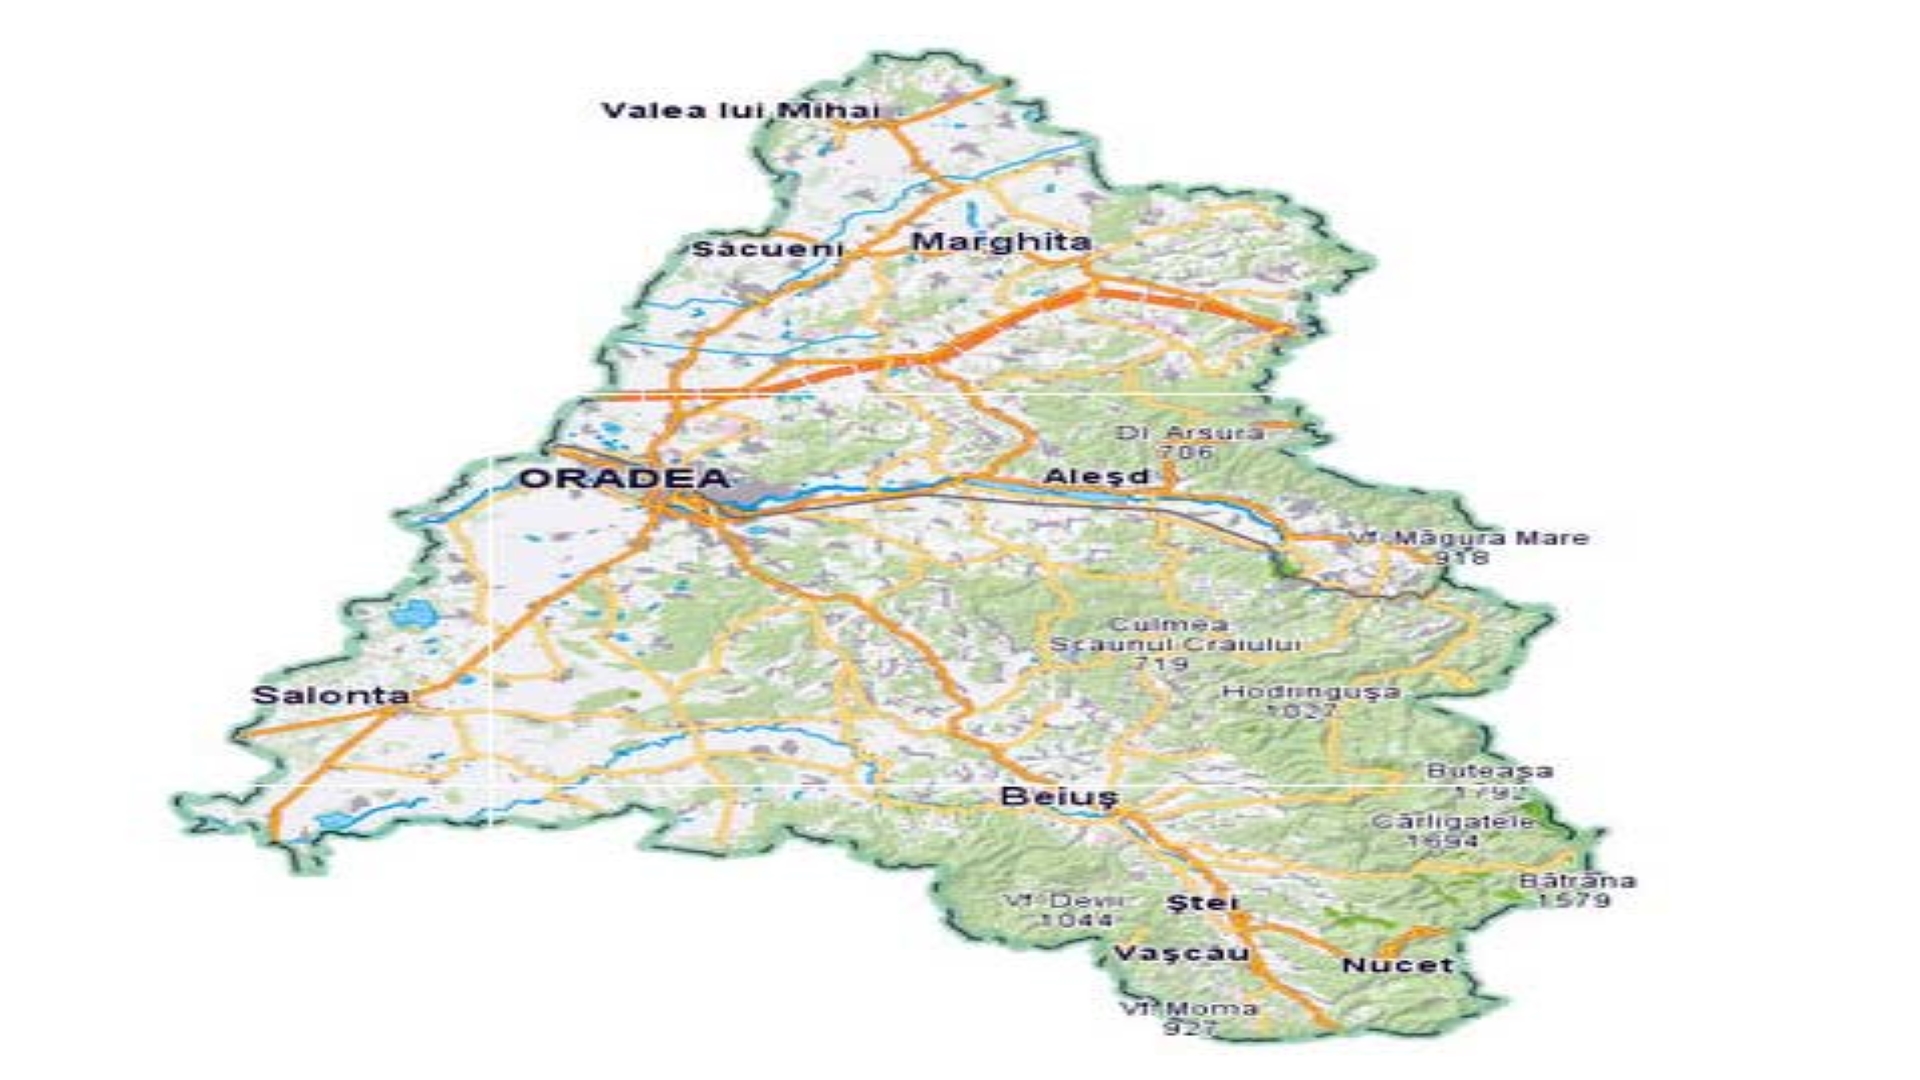 Valea lui Mihai
Săcueni
Marghita
Dl. Arsura
706
ORADEA
Aleşd
Vf. Măgura Mare
918
Culmea
Scaunul Craiului
719
Salonta
Hodringuşa
1027
Buteasa
1792
Beiuş
Cârligatele
1694
Bătrâna
1579
Vf. Devii
1044
Ştei
Vaşcău
Nucet
Vf. Moma
927